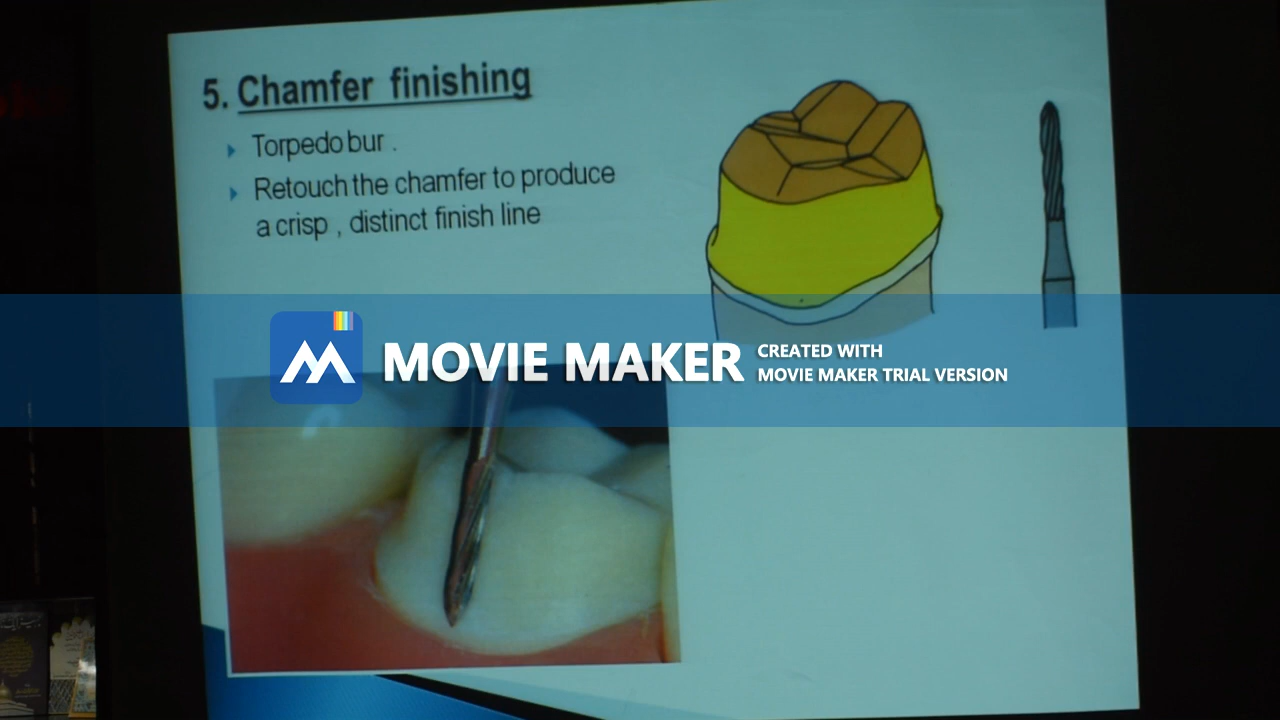 5. Chamfer finishing
Torpedo bur .
Retouch the chamfer to produce
a crisp , distinct finish line
MOVIE MAKER
CREATED WITH
MOVIE MAKER TRIAL VERSION